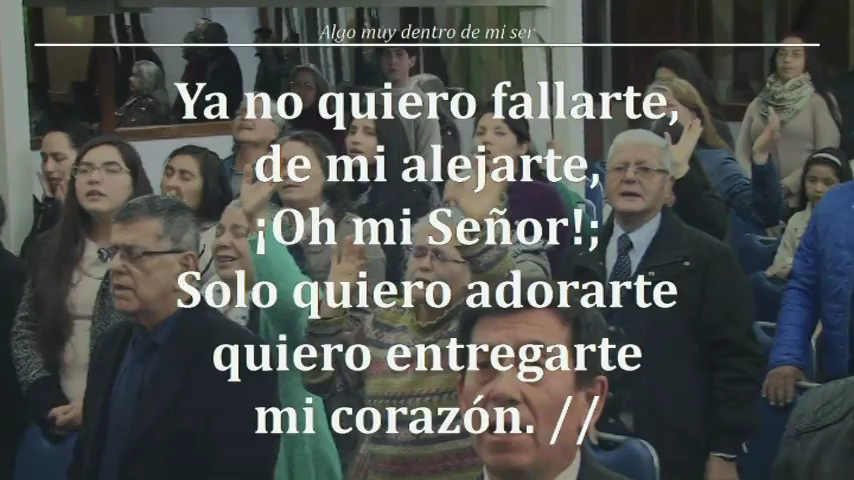 Algo muy dentro de mi ser
Ya no quiero fallarte,
de mi alejarte,
¡Oh mi Señor!;
Solo quiero adorarte
quiero entregarte
mi corazón. //